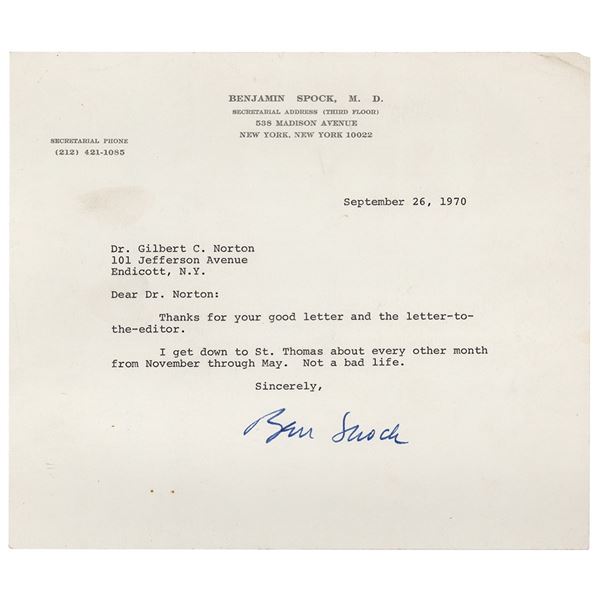 BENJAMIN SPOCK, M. D.
SECRETARIAL ADDRESS (THIRD FLOOR)
538 MADISON AVENUE
NEW YORK, NEW YORK 10022
SECRETARIAL PHONE
(212) 421-1085
September 26, 1970
Dr. Gilbert C. Norton
101 Jefferson Avenue
Endicott, N.Y.
Dear Dr. Norton:
Thanks for your good letter and the letter-to-
the-editor.
I get down to St. Thomas about every other month
from November through May. Not a bad life.
Sincerely,
Ben Spock